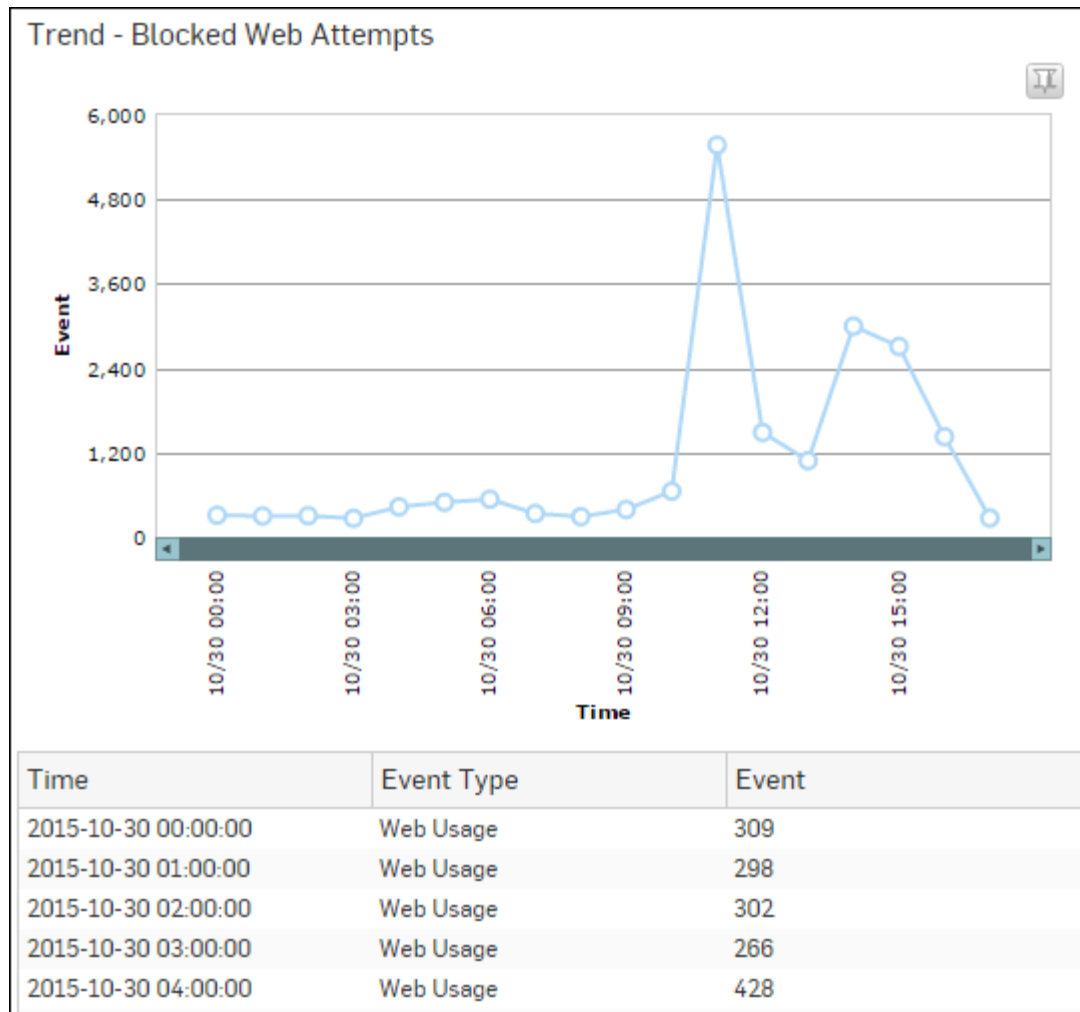 Trend - Blocked Web Attempts
6,000
4,800
3,600
2,400
1,200
0
Event
10/30 00:00
10/30 03:00
10/30 06:00
10/30 09:00
10/30 12:00
10/30 15:00
Time
Time Event Type Event
2015-10-30 00:00:00 Web Usage 309
2015-10-30 01:00:00 Web Usage 298
2015-10-30 02:00:00 Web Usage 302
2015-10-30 03:00:00 Web Usage 266
2015-10-30 04:00:00 Web Usage 428